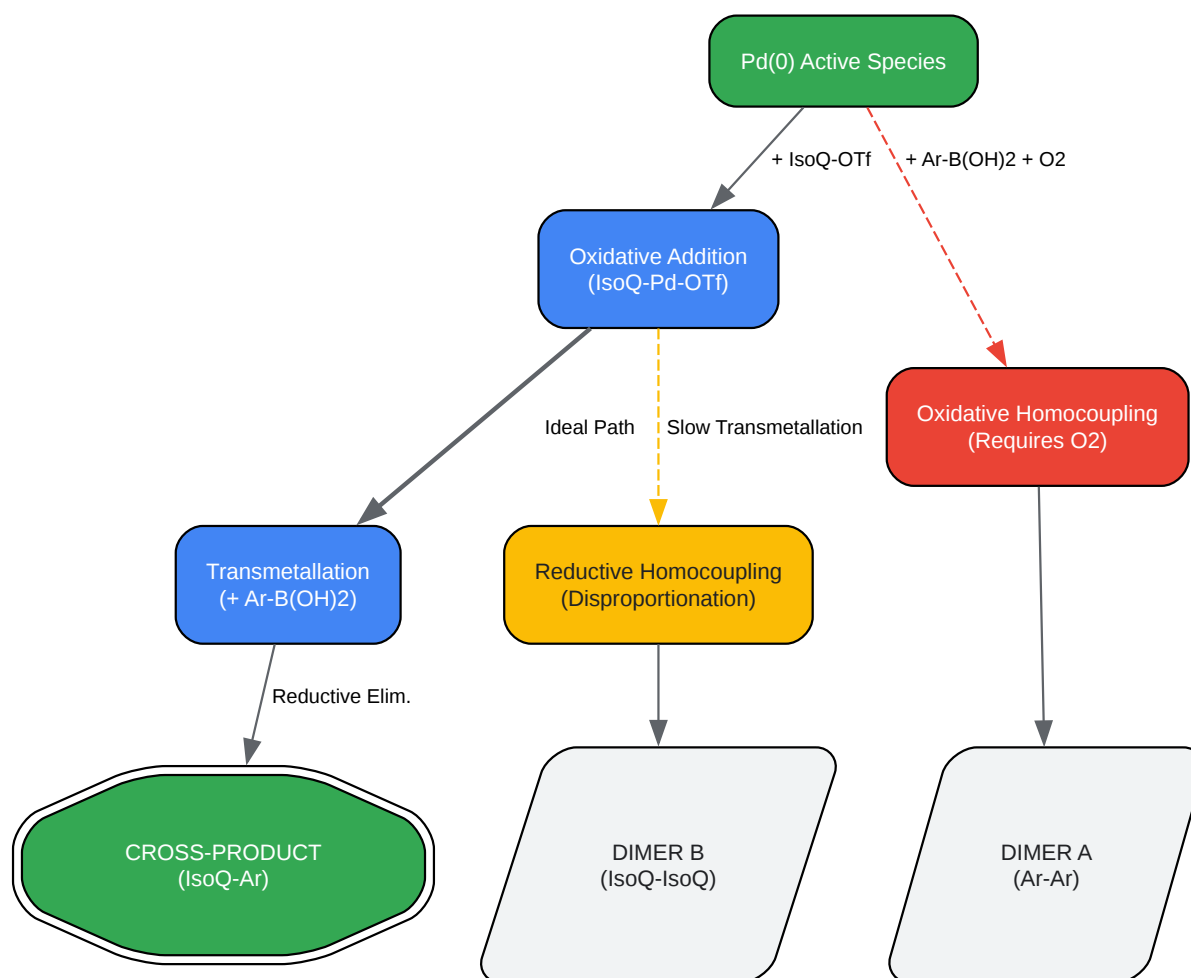 Pd(0) Active Species
+ IsoQ-OTf
+ Ar-B(OH)2 + O2
Oxidative Addition
(IsoQ-Pd-OTf)
Oxidative Homocoupling
(Requires O2)
Ideal Path
Slow Transmetallation
Transmetallation
(+ Ar-B(OH)2)
Reductive Homocoupling
(Disproportionation)
Reductive Elim.
CROSS-PRODUCT
(IsoQ-Ar)
DIMER B
(IsoQ-IsoQ)
DIMER A
(Ar-Ar)